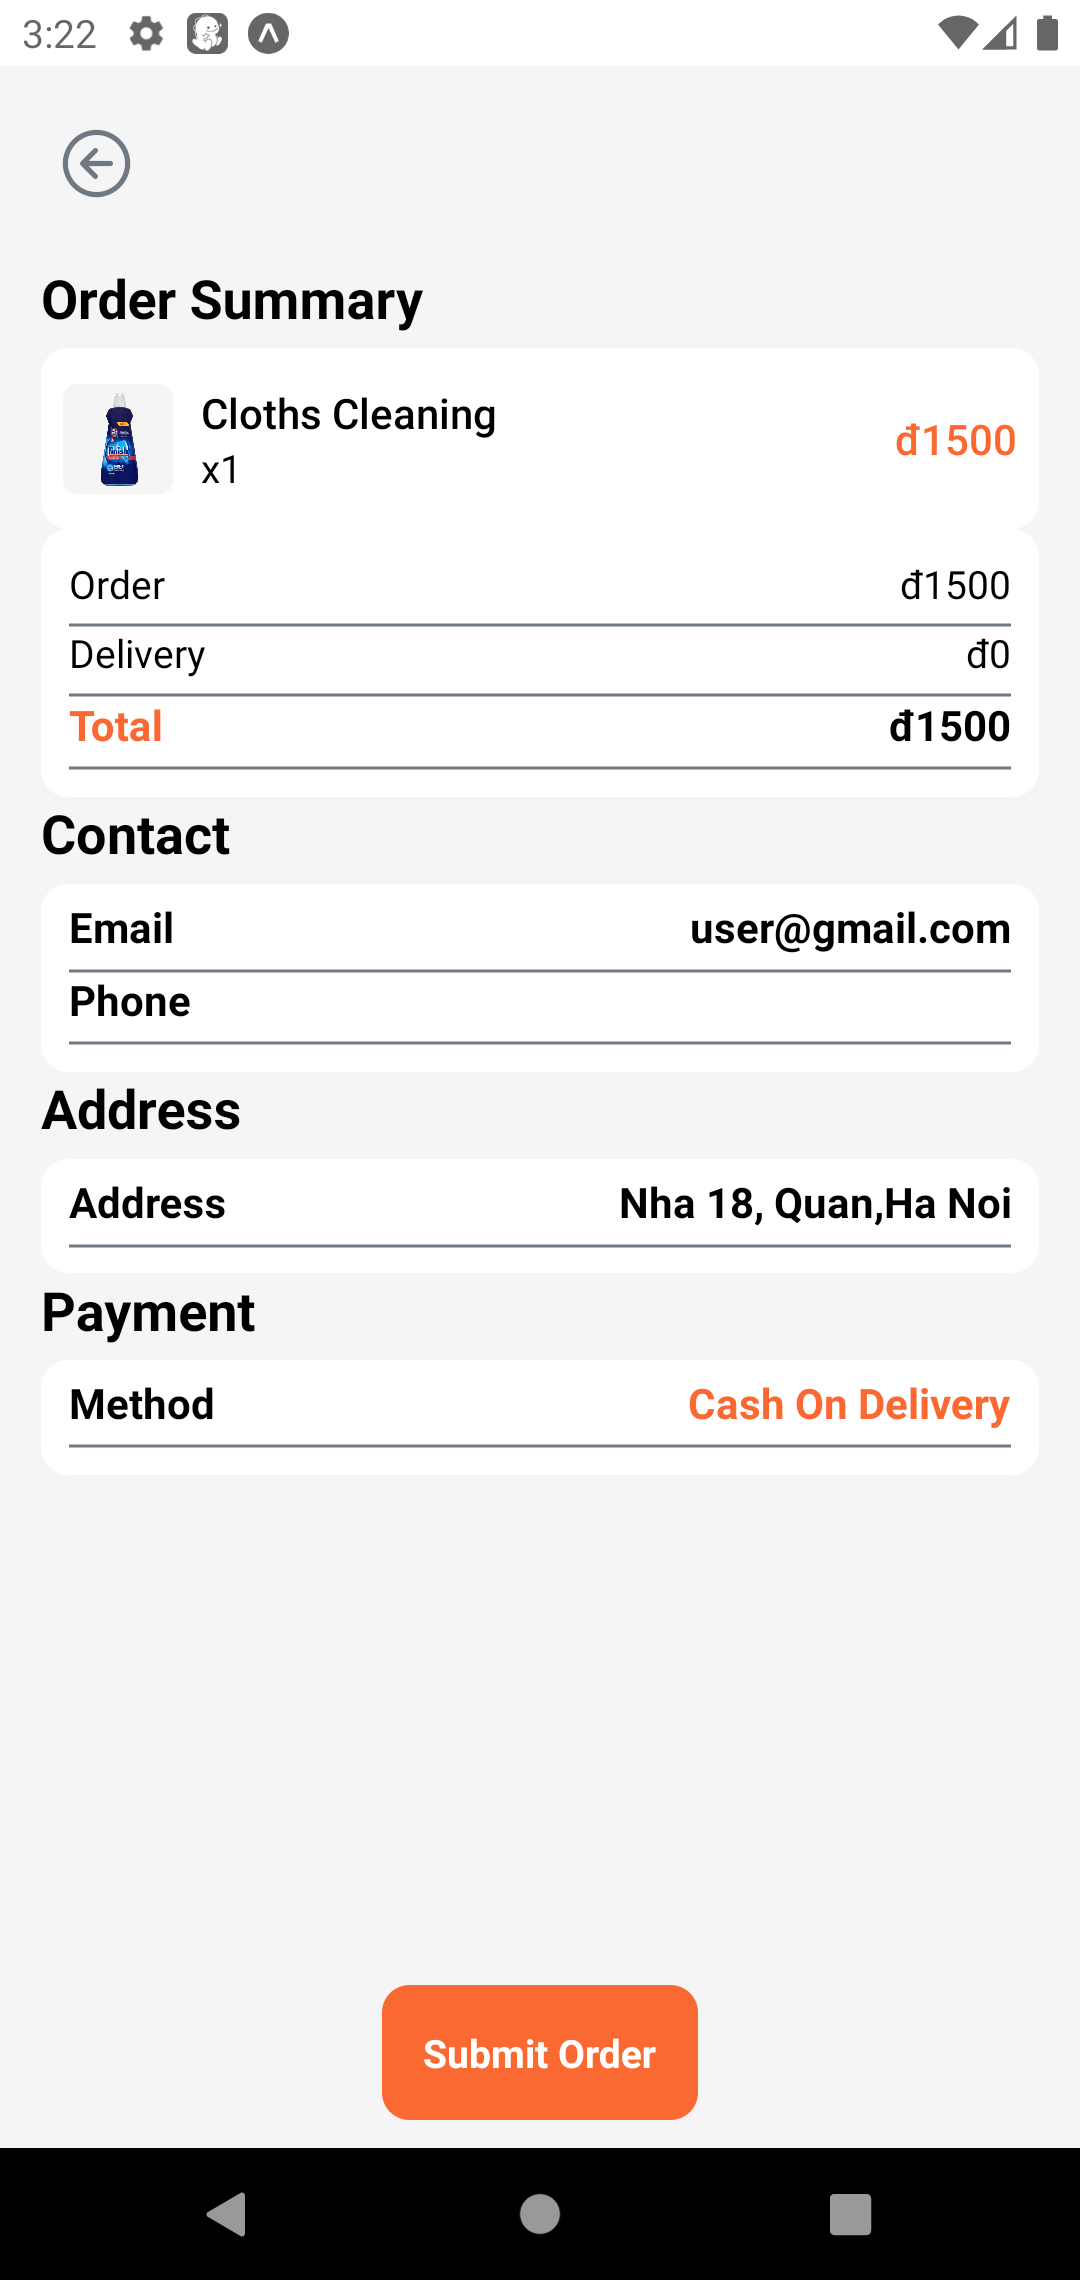 3:22
Order Summary
Cloths Cleaning
x1
đ1500
Order đ1500
Delivery đ0
Total đ1500
Contact
Email user@gmail.com
Phone
Address
Address Nha 18, Quan,Ha Noi
Payment
Method Cash On Delivery
Submit Order